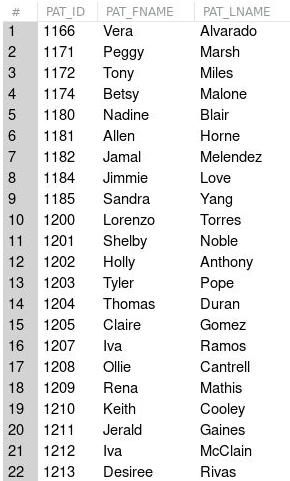 # PAT_ID PAT_FNAME PAT_LNAME
1 1166 Vera Alvarado
2 1171 Peggy Marsh
3 1172 Tony Miles
4 1174 Betsy Malone
5 1180 Nadine Blair
6 1181 Allen Horne
7 1182 Jamal Melendez
8 1184 Jimmie Love
9 1185 Sandra Yang
10 1200 Lorenzo Torres
11 1201 Shelby Noble
12 1202 Holly Anthony
13 1203 Tyler Pope
14 1204 Thomas Duran
15 1205 Claire Gomez
16 1207 Iva Ramos
17 1208 Ollie Cantrell
18 1209 Rena Mathis
19 1210 Keith Cooley
20 1211 Jerald Gaines
21 1212 Iva McClain
22 1213 Desiree Rivas